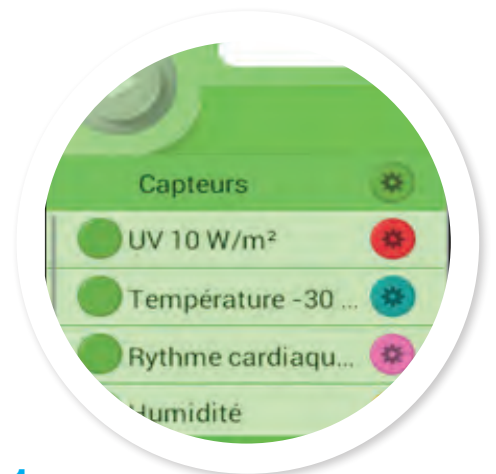 Capteurs
UV 10 W/m²
Température -30 ...
Rythme cardiaqu...
Humidité